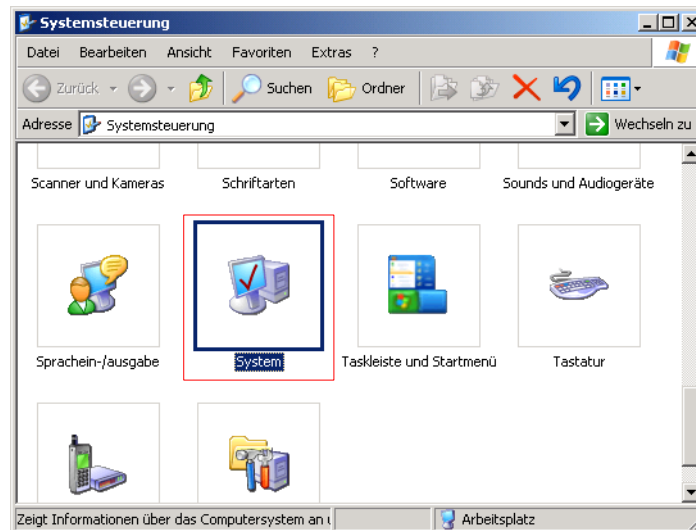 Systemsteuerung
Datei Bearbeiten Ansicht Favoriten Extras ?
Zurück Suchen Ordner
Adresse Systemsteuerung Wechseln zu
Scanner und Kameras Schriftarten Software Sounds und Audiogeräte
Sprachein-/ausgabe System Taskleiste und Startmenü Tastatur
Zeigt Informationen über das Computersystem an Arbeitsplatz